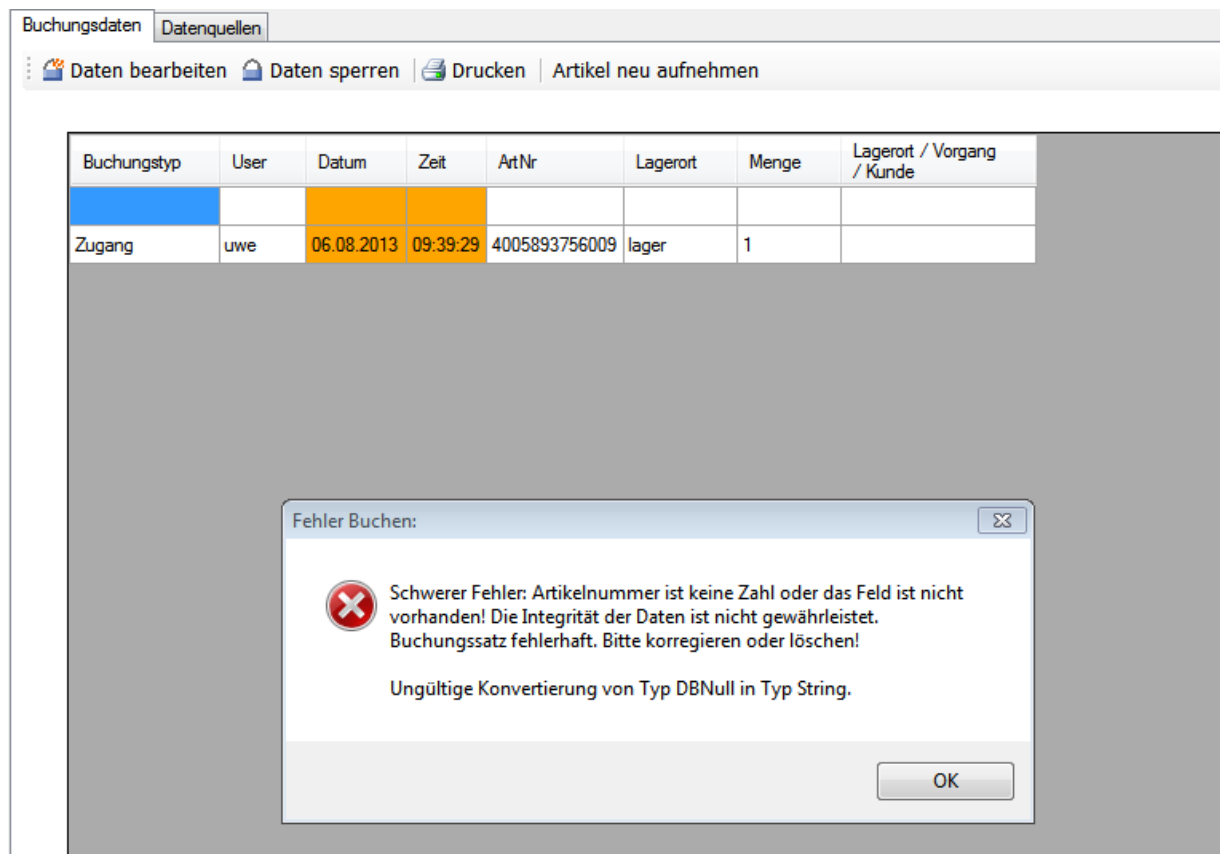 Buchungsdaten Datenquellen
Daten bearbeiten Daten sperren Drucken Artikel neu aufnehmen
Buchungstyp User Datum Zeit ArtNr Lagerort Menge Lagerort / Vorgang
/ Kunde
Zugang uwe 06.08.2013 09:39:29 4005893756009 lager 1
Fehler Buchen:
Schwerer Fehler: Artikelnummer ist keine Zahl oder das Feld ist nicht
vorhanden! Die Integrität der Daten ist nicht gewährleistet.
Buchungssatz fehlerhaft. Bitte korregieren oder löschen!
Ungültige Konvertierung von Typ DBNull in Typ String.
OK